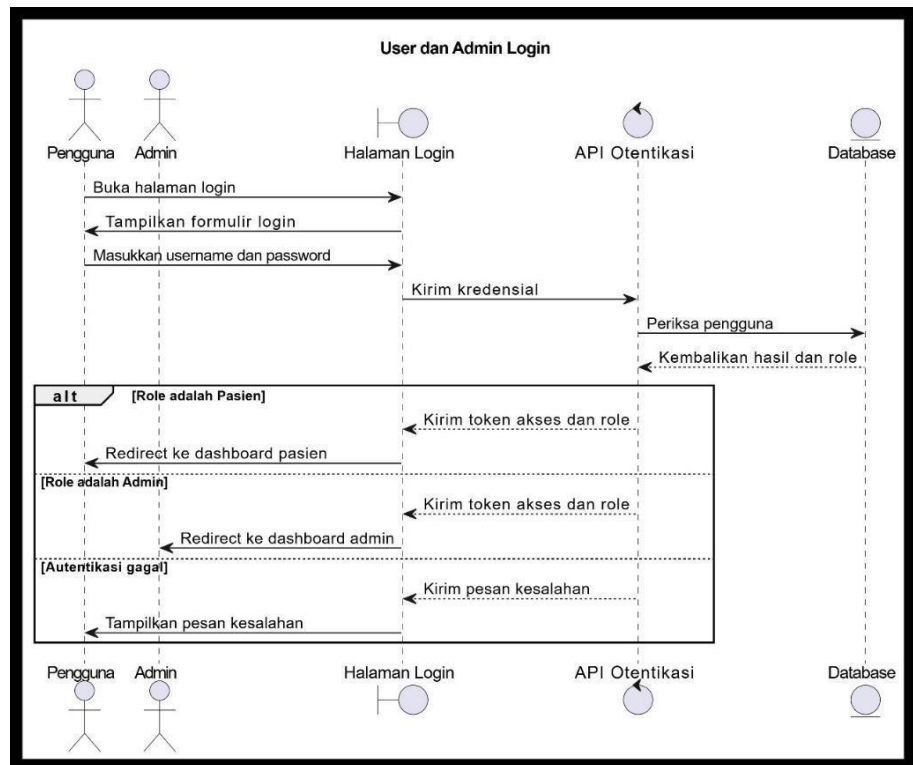 User dan Admin Login
Pengguna Admin Halaman Login API Otentikasi Database
Buka halaman login
Tampilkan formulir login
Masukkan username dan password
Kirim kredensial
Periksa pengguna
Kembalikan hasil dan role
alt [Role adalah Pasien]
Kirim token akses dan role
Redirect ke dashboard pasien
[Role adalah Admin]
Kirim token akses dan role
Redirect ke dashboard admin
[Autentikasi gagal]
Kirim pesan kesalahan
Tampilkan pesan kesalahan
Pengguna Admin Halaman Login API Otentikasi Database